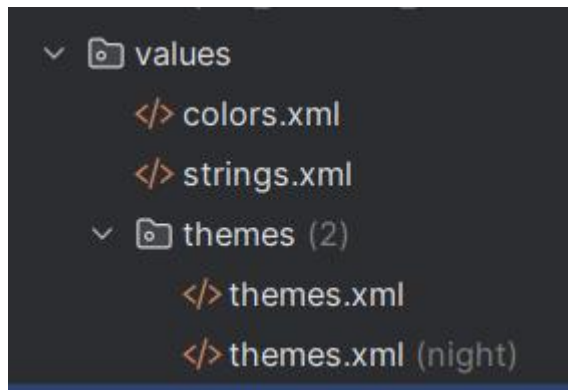 values
</> colors.xml
</> strings.xml
themes (2)
</> themes.xml
</> themes.xml (night)